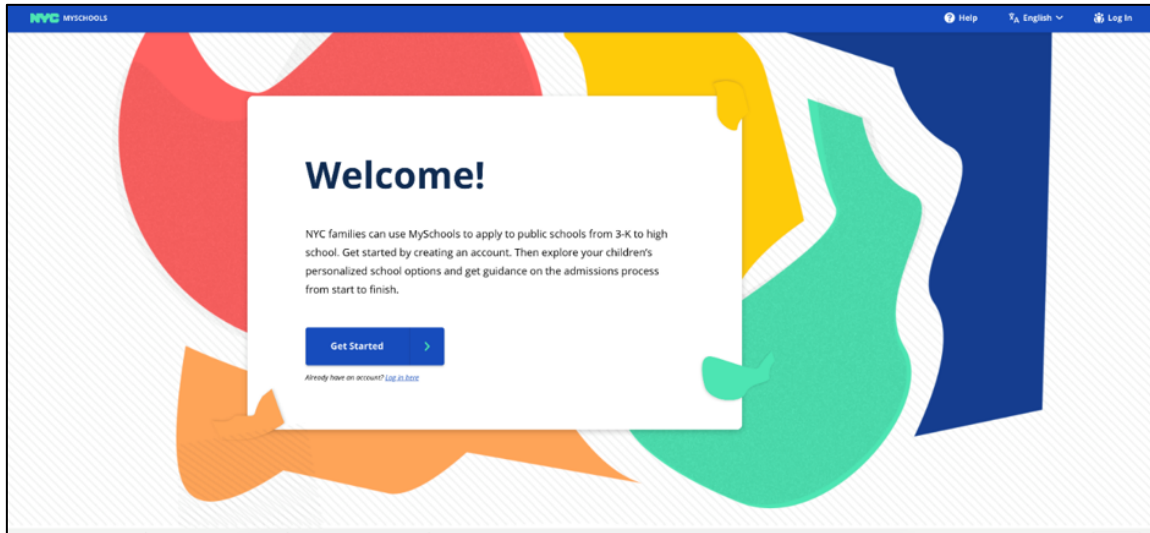 NYC MYSCHOOLS
Help
English
Log In
Welcome!
NYC families can use MySchools to apply to public schools from 3-K to high
school. Get started by creating an account. Then explore your children's
personalized school options and get guidance on the admissions process
from start to finish.
Get Started
Already have an account? Log in here